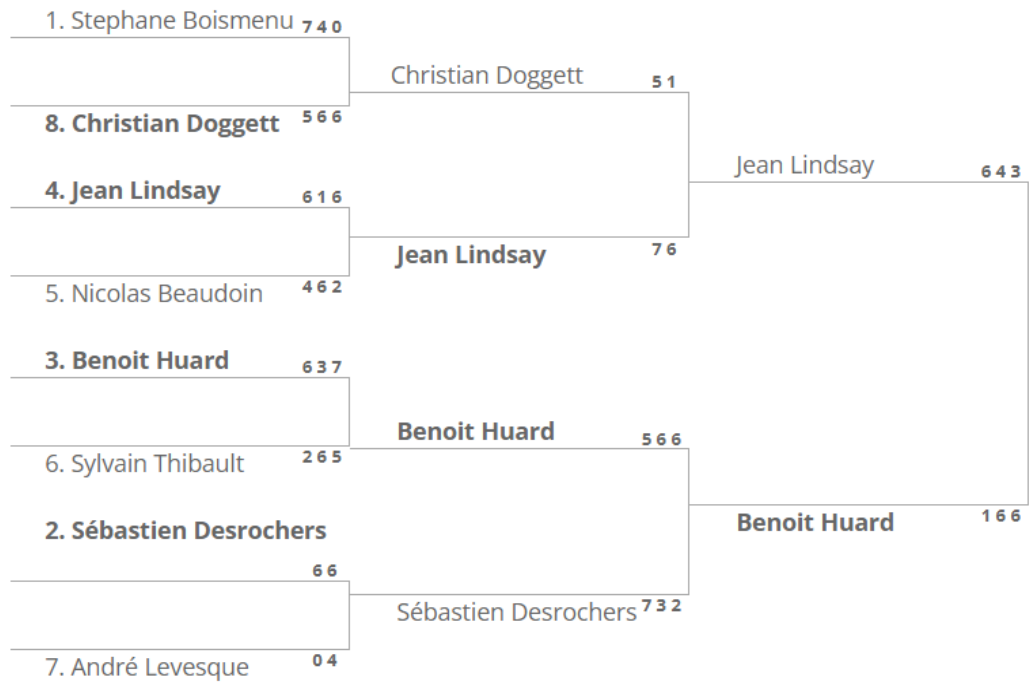 1. Stephane Boismenu 7 4 0
5 6 6
8. Christian Doggett
4. Jean Lindsay 6 1 6
4 6 2
5. Nicolas Beaudoin
3. Benoit Huard 6 3 7
2 6 5
6. Sylvain Thibault
2. Sébastien Desrochers
6 6
0 4
7. André Levesque
Christian Doggett 5 1
7 6
Jean Lindsay
Benoit Huard 5 6 6
7 3 2
Sébastien Desrochers
Jean Lindsay 6 4 3
1 6 6
Benoit Huard